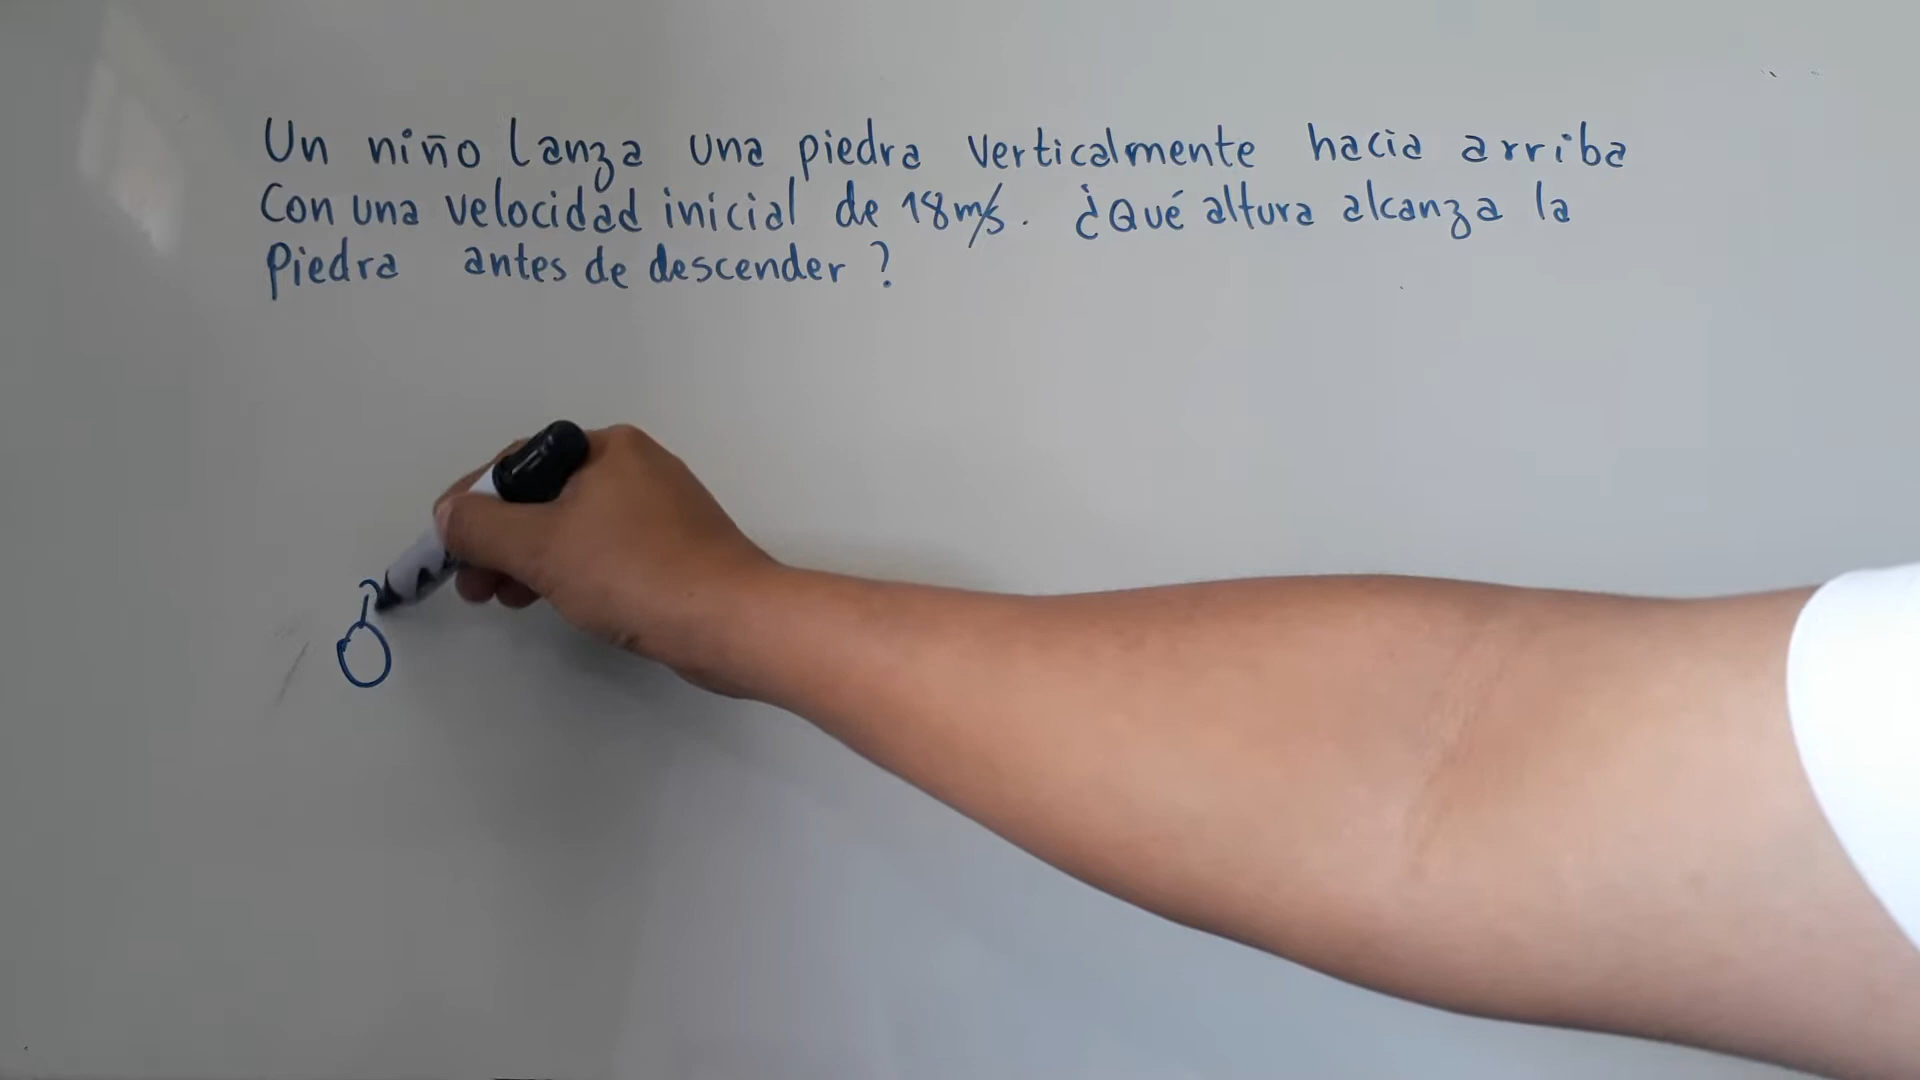 Un niño lanza una piedra verticalmente hacia arriba
Con una velocidad inicial de 18m/s. ¿Qué altura alcanza la
Piedra antes de descender?